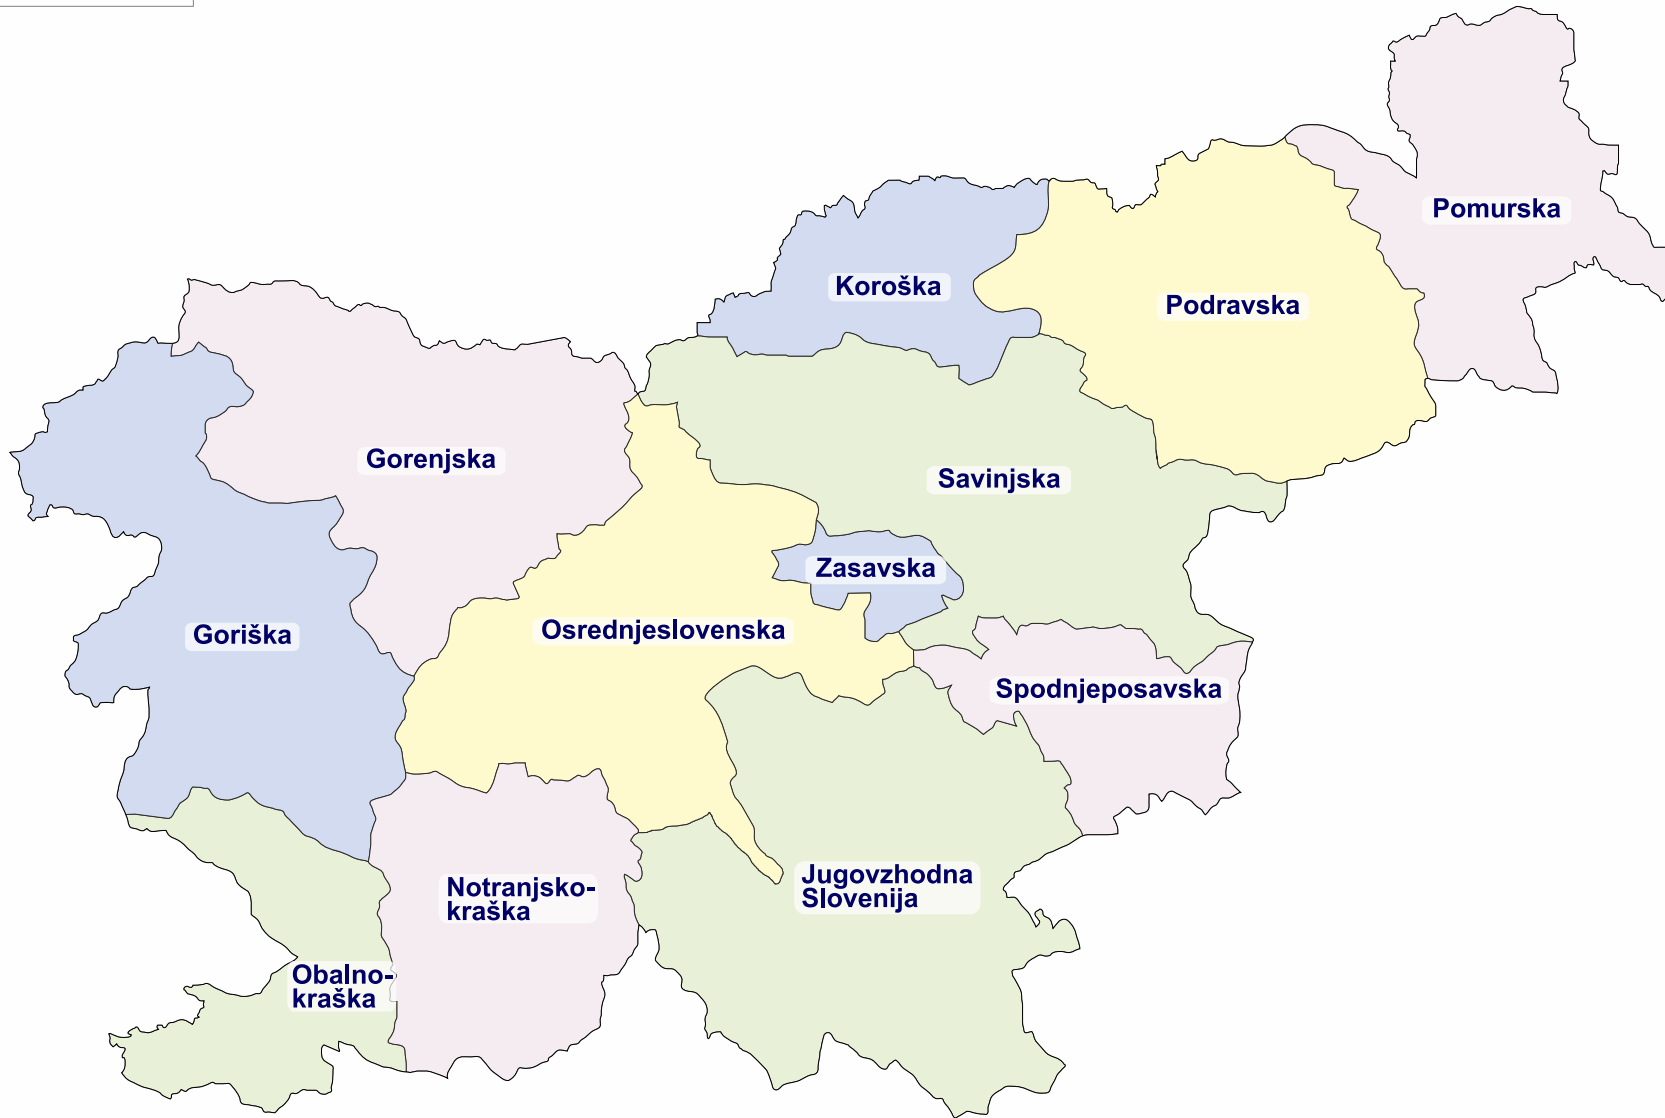 Pomurska
Koroška
Podravska
Gorenjska
Savinjska
Zasavska
Goriška
Osrednjeslovenska
Spodnjeposavska
Notranjsko-
kraška
Jugovzhodna
Slovenija
Obalno-
kraška